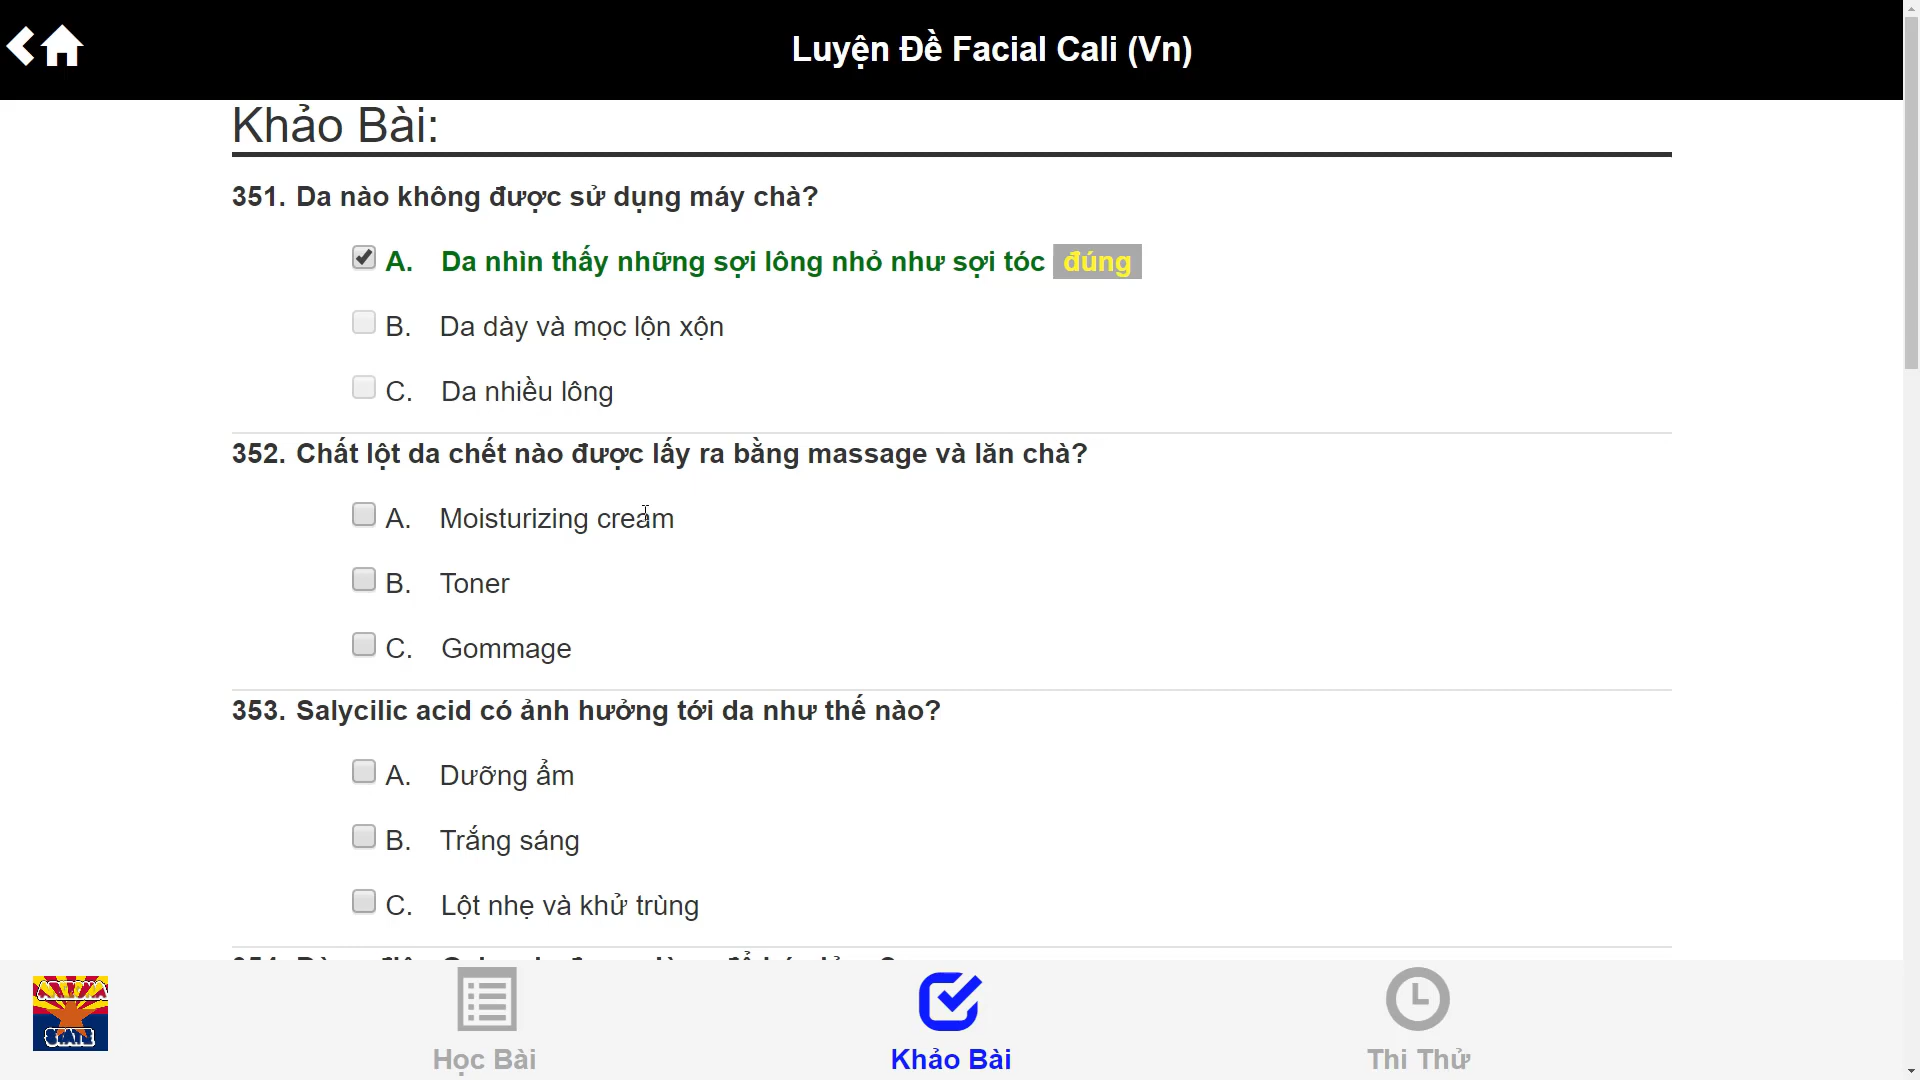 Luyện Đề Facial Cali (Vn)
Khảo Bài:
351. Da nào không được sử dụng máy chà?
A. Da nhìn thấy những sợi lông nhỏ như sợi tóc đúng
B. Da dày và mọc lộn xộn
C. Da nhiều lông
352. Chất lột da chết nào được lấy ra bằng massage và lăn chà?
A. Moisturizing cream
B. Toner
C. Gommage
353. Salycilic acid có ảnh hưởng tới da như thế nào?
A. Dưỡng ẩm
B. Trắng sáng
C. Lột nhẹ và khử trùng
ARIZONA
STATE
Học Bài
Khảo Bài
Thi Thử